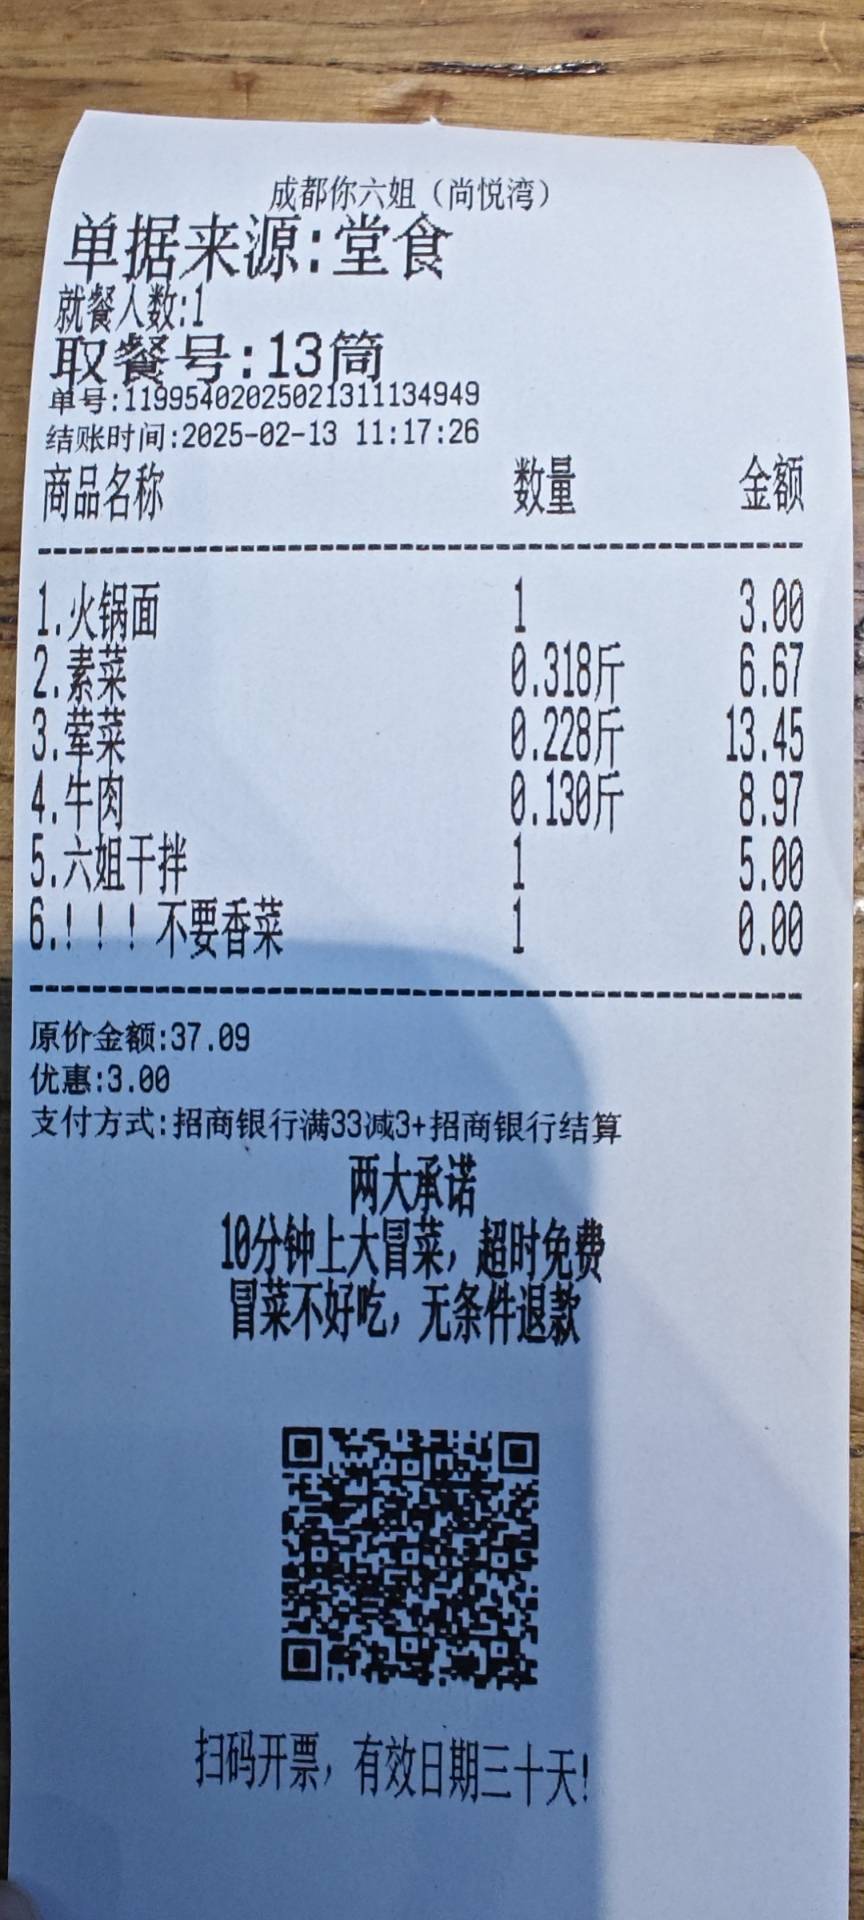 成都你六姐（尚悦湾）
单据来源:堂食
就餐人数:1
取餐号:13筒
单号:11995402025021311134949
结账时间:2025-02-13 11:17:26
商品名称 数量 金额
1.火锅面 1 3.00
2.素菜 0.318斤 6.67
3.荤菜 0.228斤 13.45
4.牛肉 0.130斤 8.97
5.六姐干拌 1 5.00
6.！！！不要香菜 1 0.00
原价金额:37.09
优惠:3.00
支付方式:招商银行满33减3+招商银行结算
两大承诺
10分钟上大冒菜，超时免费
冒菜不好吃，无条件退款
扫码开票，有效日期三十天!